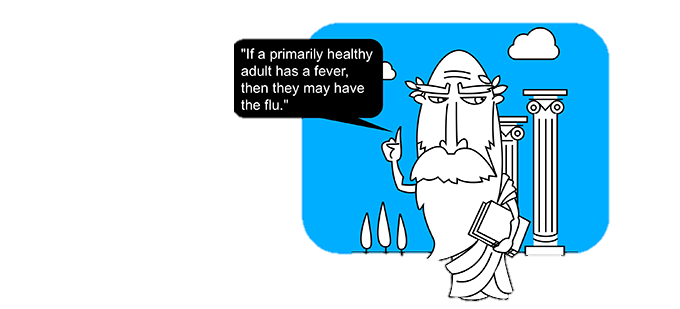 "If a primarily healthy
adult has a fever,
then they may have
the flu."